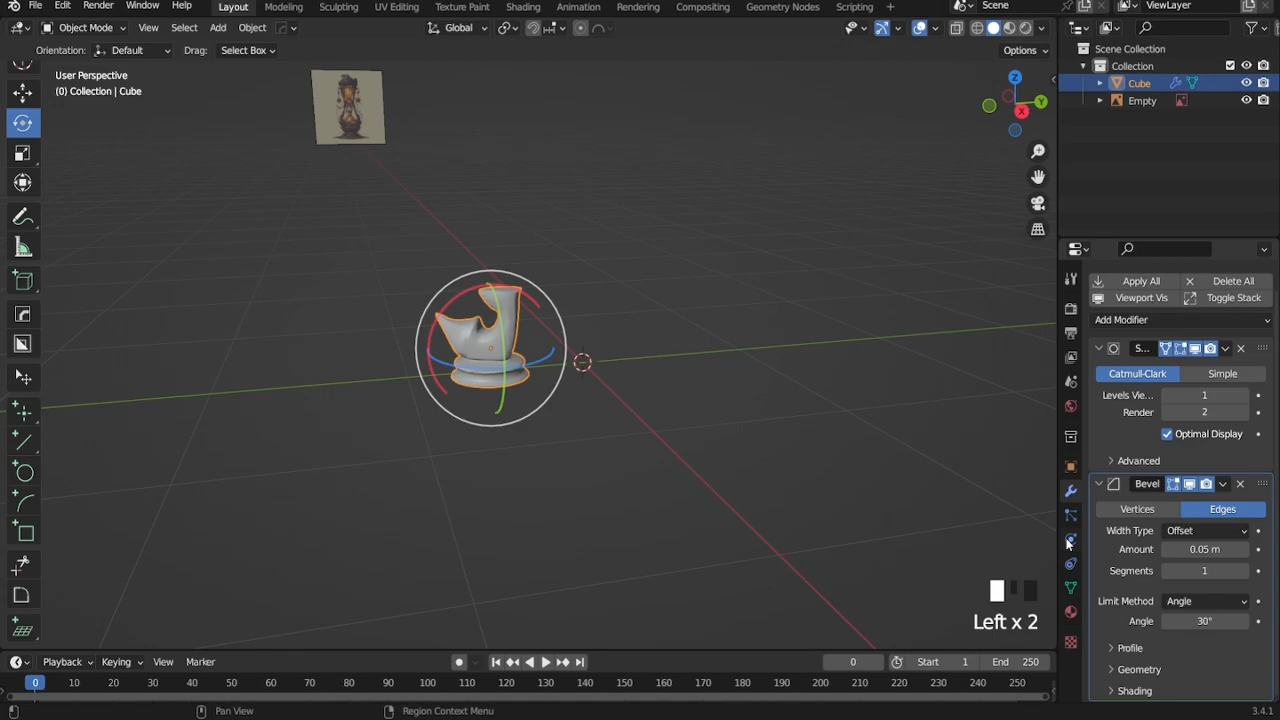 File Edit Render Window Help Layout Modeling Sculpting UV Editing Texture Paint Shading Animation Rendering Compositing Geometry Nodes Scripting + Scene ViewLayer
Object Mode View Select Add Object Global
Orientation: Default Drag: Select Box Options
User Perspective
(0) Collection | Cube
Z
Y
X
Scene Collection
Collection
Cube
Empty
Apply All Delete All
Viewport Vis Toggle Stack
Add Modifier
S...
Catmull-Clark Simple
Levels Vie... 1
Render 2
Optimal Display
Advanced
Bevel
Vertices Edges
Width Type Offset
Amount 0.05 m
Segments 1
Limit Method Angle
Angle 30°
Profile
Geometry
Shading
Left x 2
Playback Keying View Marker 0 Start 1 End 250
0 10 20 30 40 50 60 70 80 90 100 110 120 130 140 150 160 170 180 190 200 210 220 230 240 250
Pan View Region Context Menu 3.4.1